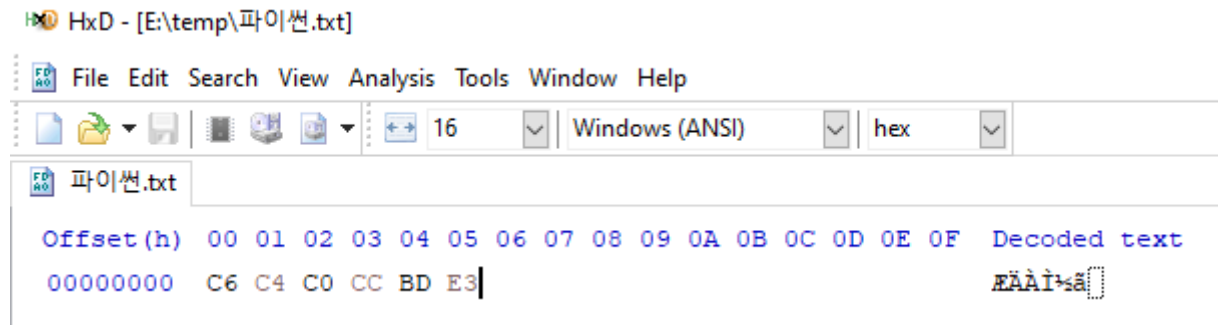 HxD - [E:\temp\파이썬.txt]
File Edit Search View Analysis Tools Window Help
16 Windows (ANSI) hex
파이썬.txt
Offset(h) 00 01 02 03 04 05 06 07 08 09 0A 0B 0C 0D 0E 0F Decoded text
00000000 C6 C4 C0 CC BD E3 ÆÄÀÌ½ã